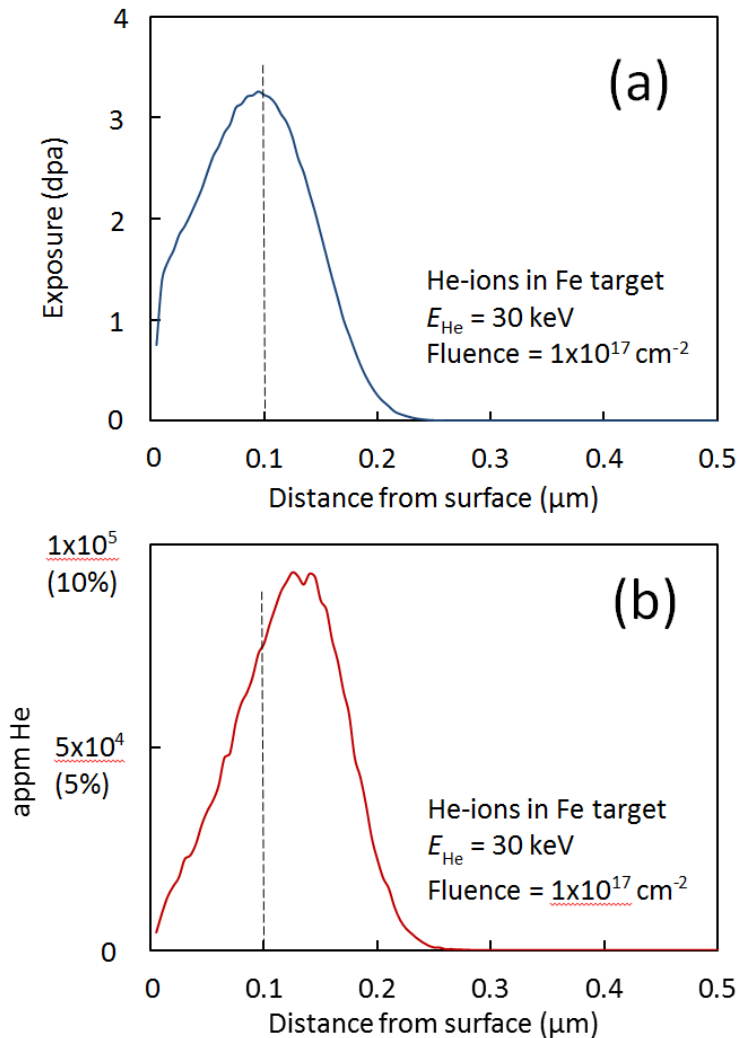 4
(a)
3
Exposure (dpa)
2
He-ions in Fe target
E_He = 30 keV
1
Fluence = 1x10¹⁷ cm⁻²
0
0 0.1 0.2 0.3 0.4 0.5
Distance from surface (µm)
1x10⁵
(10%)
(b)
appm He
5x10⁴
(5%)
He-ions in Fe target
E_He = 30 keV
Fluence = 1x10¹⁷ cm⁻²
0
0 0.1 0.2 0.3 0.4 0.5
Distance from surface (µm)